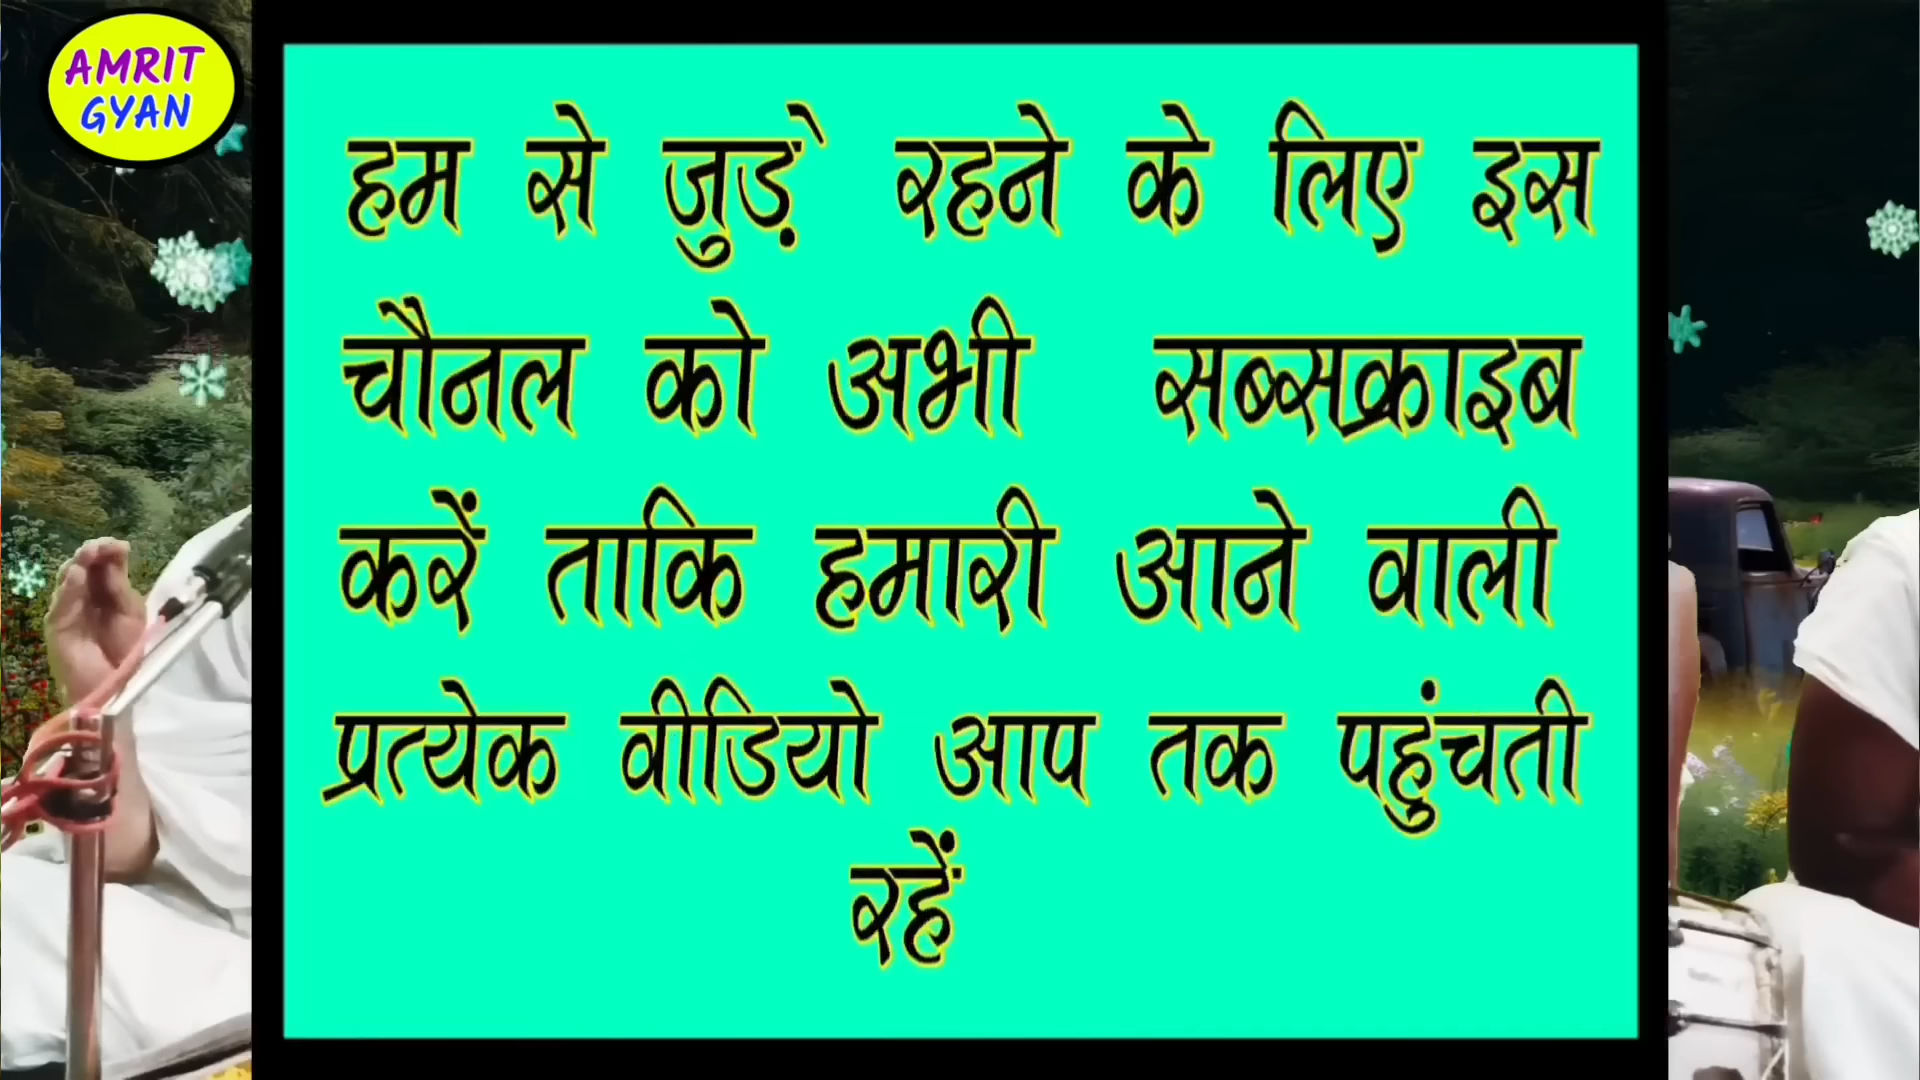 AMRIT
GYAN
हम से जुड़े रहने के लिए इस
चौनल को अभी सब्सक्राइब
करें ताकि हमारी आने वाली
प्रत्येक वीडियो आप तक पहुंचती
रहें